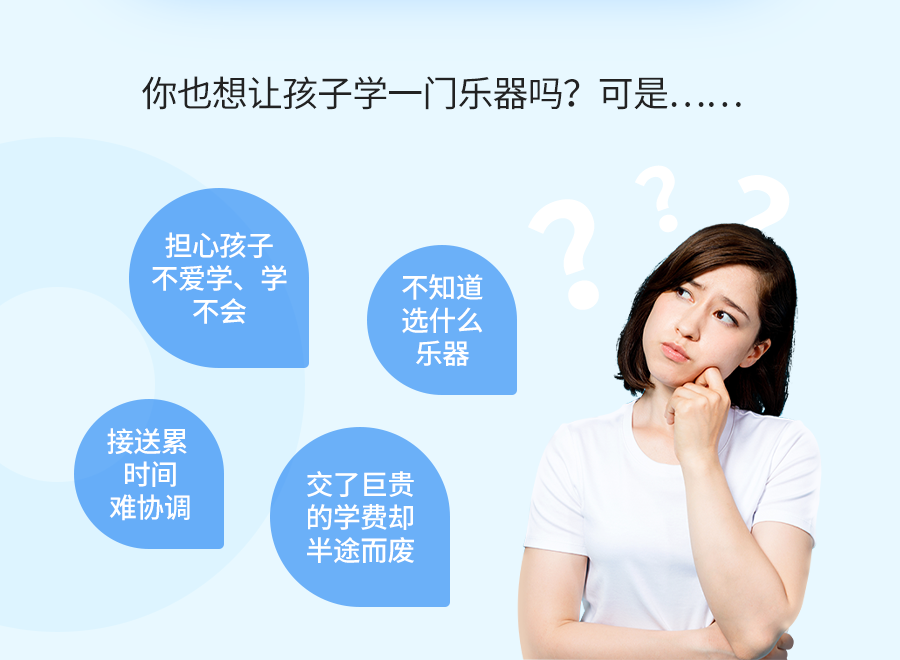 你也想让孩子学一门乐器吗？可是……
担心孩子
不爱学、学
不会
不知道
选什么
乐器
接送累
时间
难协调
交了巨贵
的学费却
半途而废